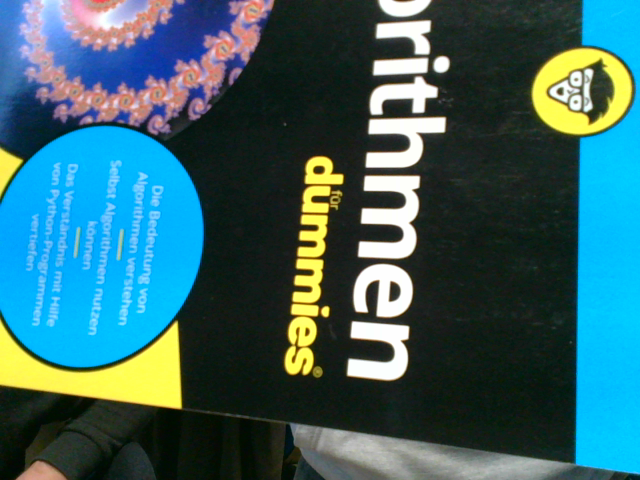 orithmen
für
dummies®
Die Bedeutung von
Algorithmen verstehen
Selbst Algorithmen nutzen
können
Das Verständnis mit Hilfe
von Python-Programmen
vertiefen